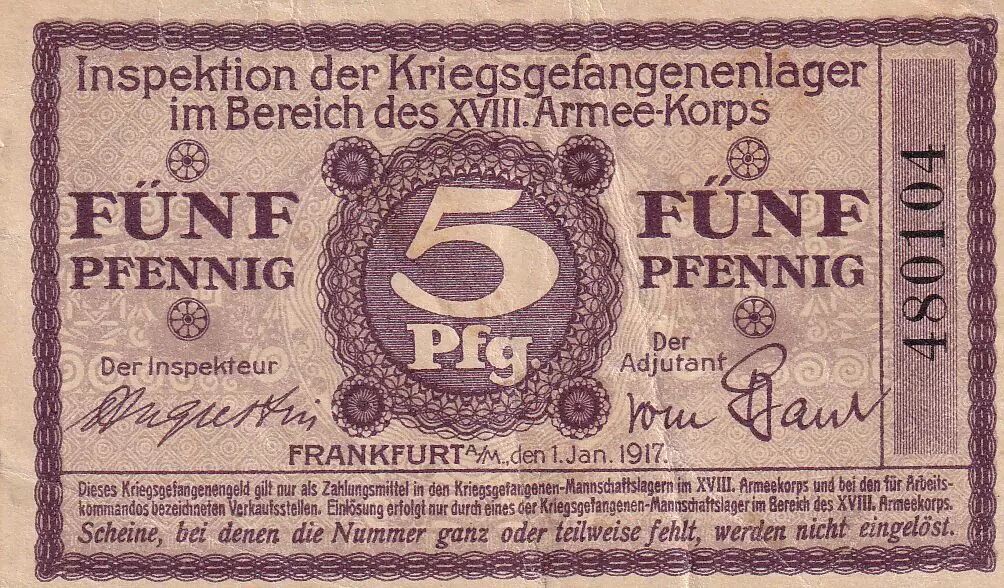 Inspektion der Kriegsgefangenenlager
im Bereich des XVIII. Armee-Korps
FÜNF
PFENNIG
5
Pfg.
FÜNF
PFENNIG
480104
Der Inspekteur
Der
Adjutant
vom
FRANKFURT A/M., den 1. Jan. 1917.
Dieses Kriegsgefangenengeld gilt nur als Zahlungsmittel in den Kriegsgefangenen-Mannschaftslagern im XVIII. Armeekorps und bei den für Arbeits-
kommandos bezeichneten Verkaufsstellen. Einlösung erfolgt nur durch eines der Kriegsgefangenen-Mannschaftslager im Bereich des XVIII. Armeekorps.
Scheine, bei denen die Nummer ganz oder teilweise fehlt, werden nicht eingelöst.